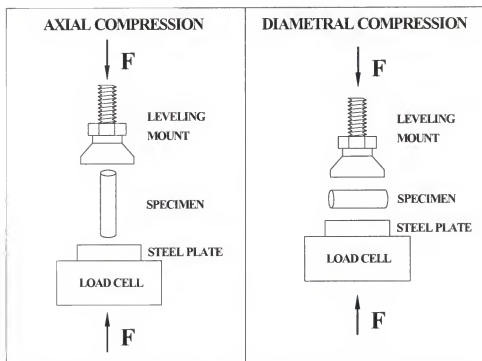 AXIAL COMPRESSION
F
LEVELING
MOUNT
SPECIMEN
STEEL PLATE
LOAD CELL
F
DIAMETRAL COMPRESSION
F
LEVELING
MOUNT
SPECIMEN
STEEL PLATE
LOAD CELL
F